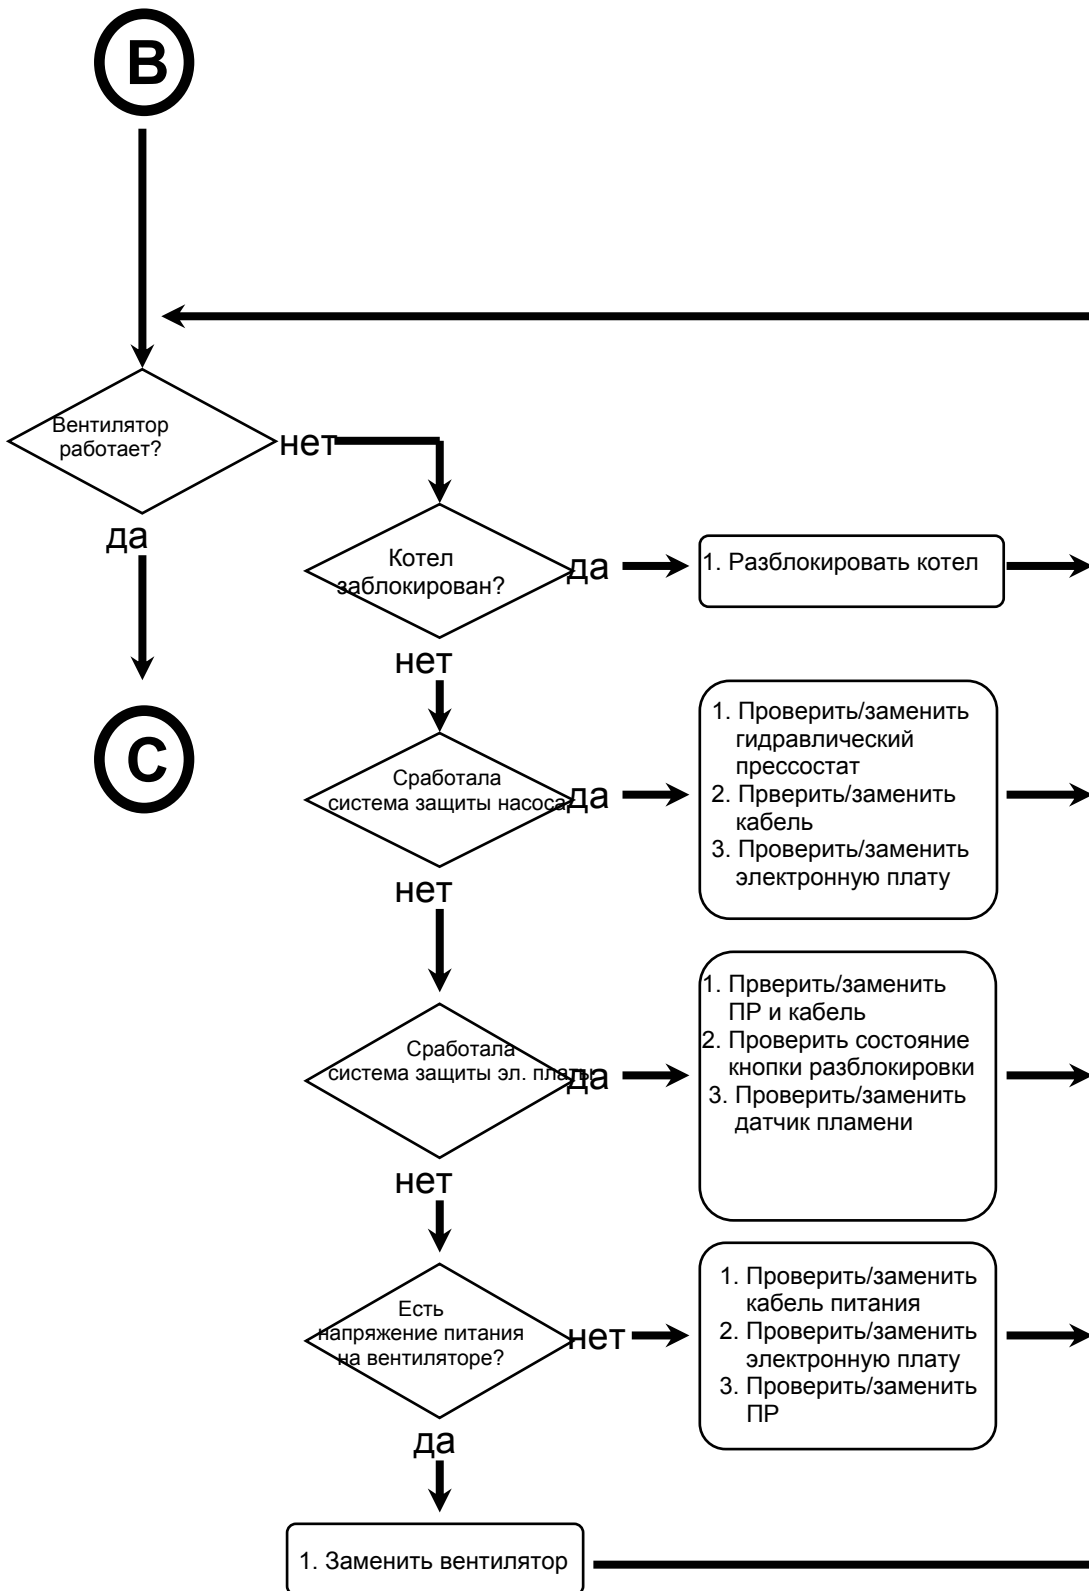 B
Вентилятор
работает?
нет
да
C
Котел
заблокирован?
да
1. Разблокировать котел
нет
Сработала
система защиты насоса
да
1. Проверить/заменить
гидравлический
прессостат
2. Прверить/заменить
кабель
3. Проверить/заменить
электронную плату
нет
Сработала
система защиты эл. платы
да
1. Прверить/заменить
ПР и кабель
2. Проверить состояние
кнопки разблокировки
3. Проверить/заменить
датчик пламени
нет
Есть
напряжение питания
на вентиляторе?
нет
1. Проверить/заменить
кабель питания
2. Проверить/заменить
электронную плату
3. Проверить/заменить
ПР
да
1. Заменить вентилятор